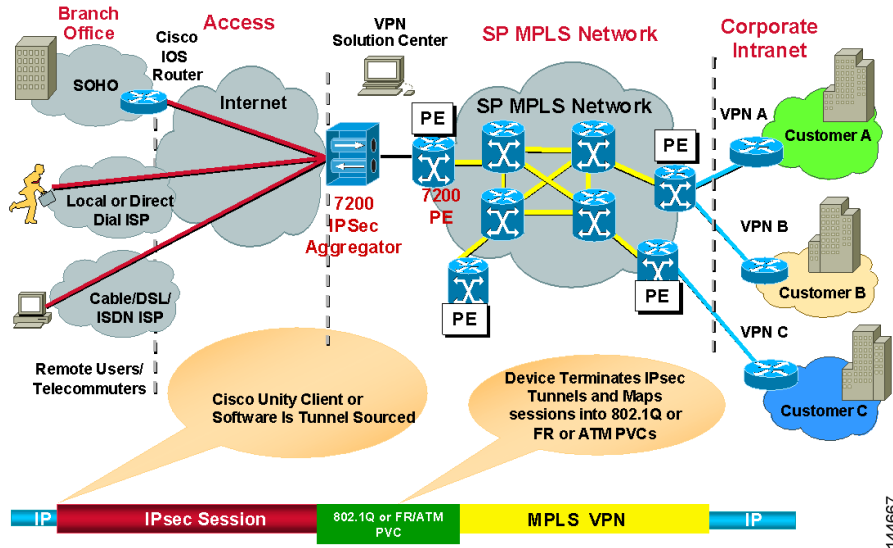 Branch
Office
Cisco
IOS
Router
Access
VPN
Solution Center
SP MPLS Network
Corporate
Intranet
SOHO
Internet
SP MPLS Network
PE
VPN A
Customer A
PE
Local or Direct
Dial ISP
7200
IPSec
Aggregator
7200
PE
VPN B
Customer B
Cable/DSL/
ISDN ISP
PE
PE
VPN C
Customer C
Remote Users/
Telecommuters
Cisco Unity Client or
Software Is Tunnel Sourced
Device Terminates IPsec
Tunnels and Maps
sessions into 802.1Q or
FR or ATM PVCs
IP
IPsec Session
802.1Q or FR/ATM
PVC
MPLS VPN
IP
144667